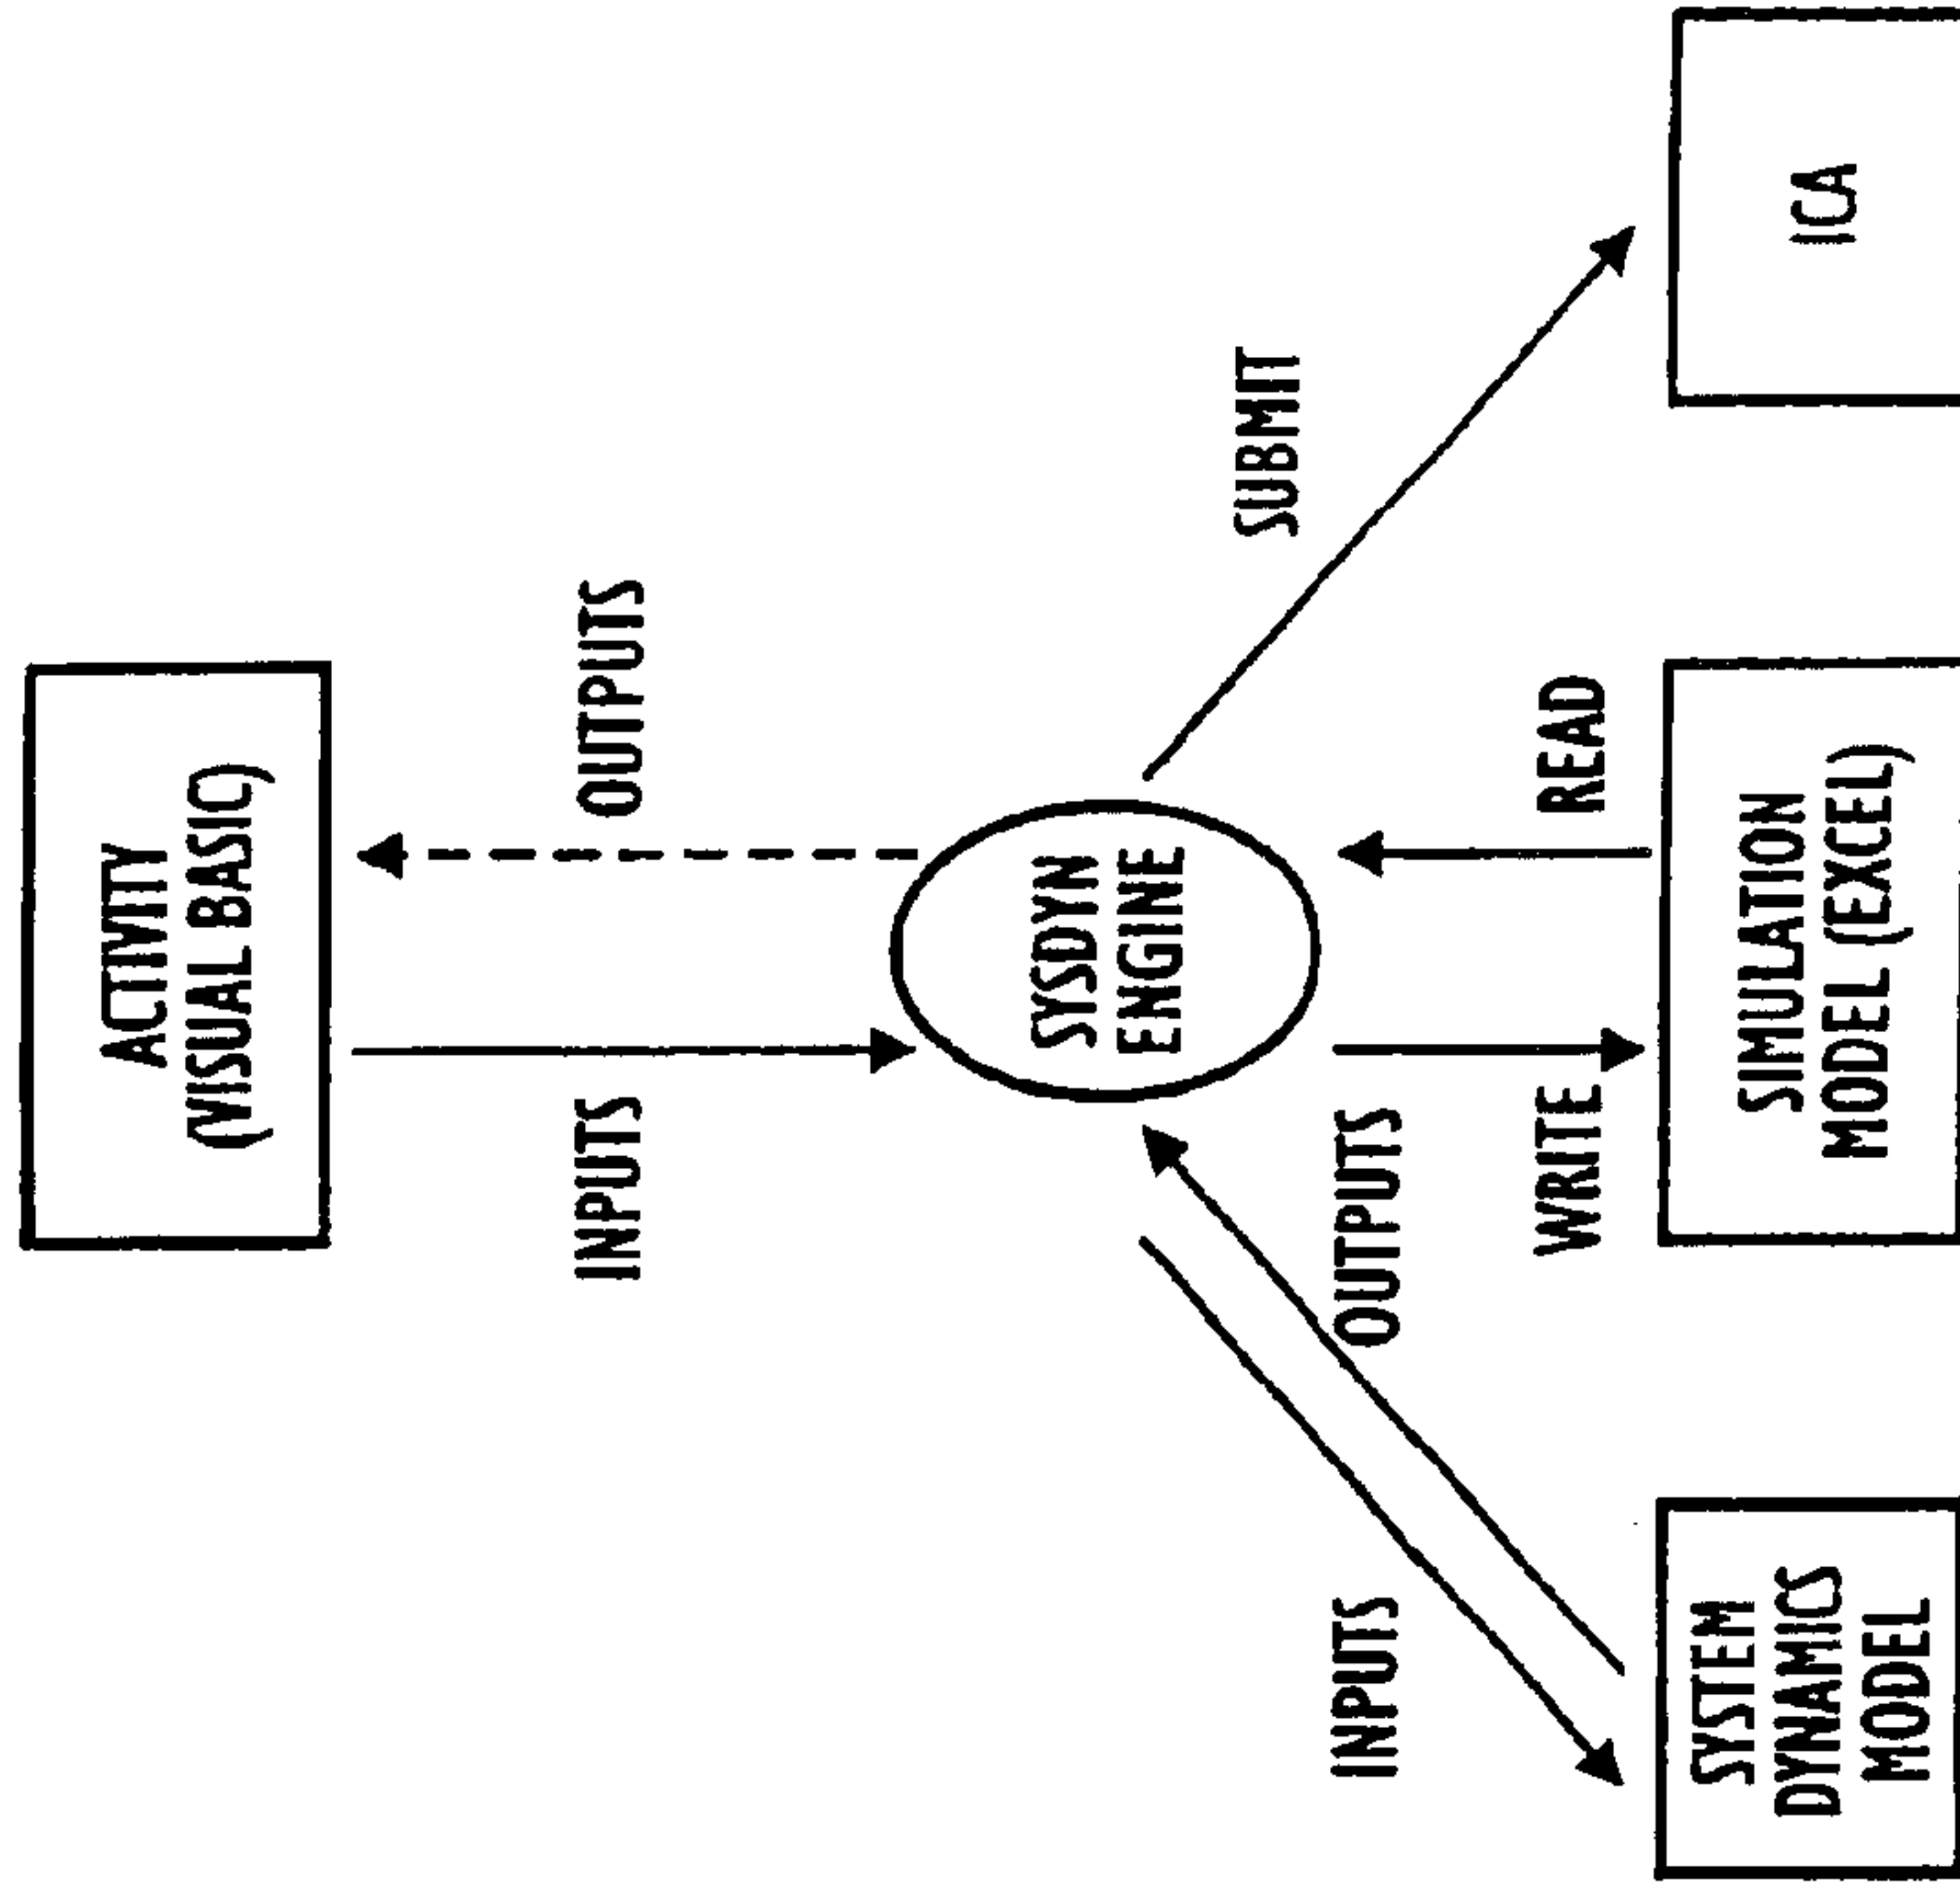 ACTIVITY
(VISUAL BASIC)
INPUTS
OUTPUTS
SYSDYN
ENGINE
SUBMIT
INPUTS
OUTPUTS
WRITE
READ
SYSTEM
DYNAMICS
MODEL
SIMULATION
MODEL (EXCEL)
ICA